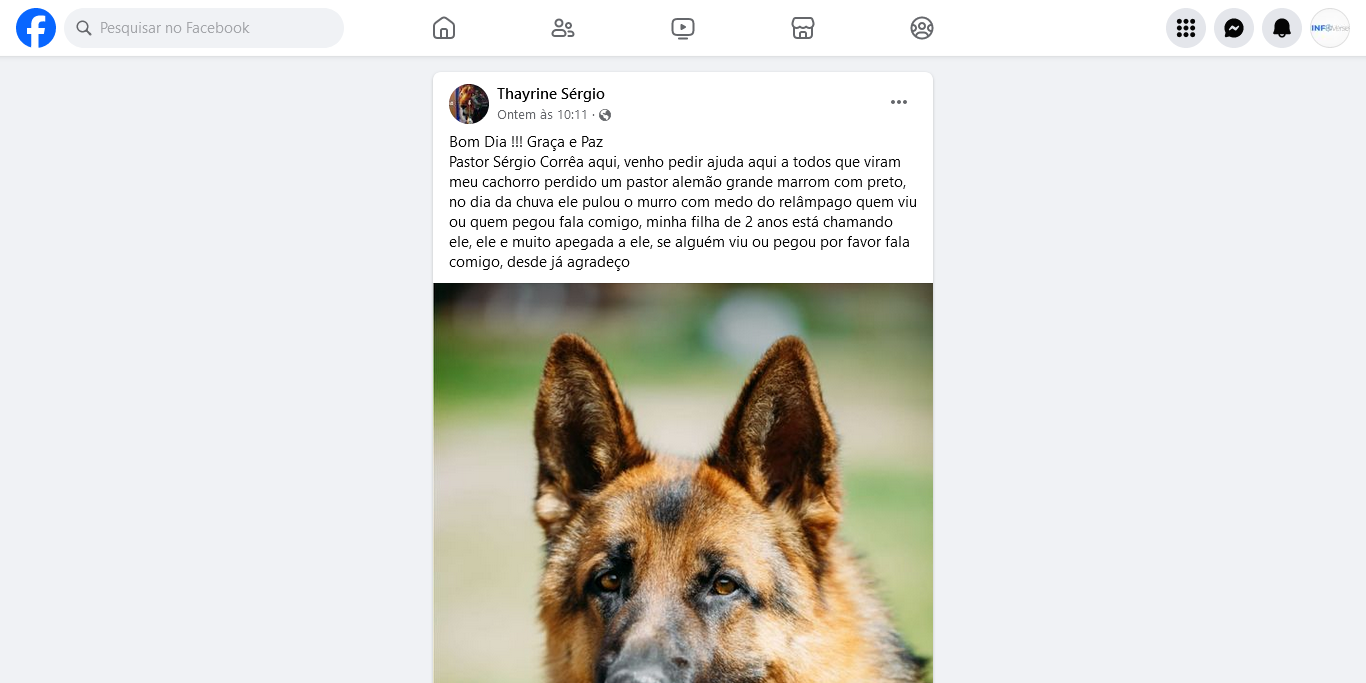 Pesquisar no Facebook
INFOVerse
Thayrine Sérgio
Ontem às 10:11 ·
Bom Dia !!! Graça e Paz
Pastor Sérgio Corrêa aqui, venho pedir ajuda aqui a todos que viram
meu cachorro perdido um pastor alemão grande marrom com preto,
no dia da chuva ele pulou o murro com medo do relâmpago quem viu
ou quem pegou fala comigo, minha filha de 2 anos está chamando
ele, ele e muito apegada a ele, se alguém viu ou pegou por favor fala
comigo, desde já agradeço